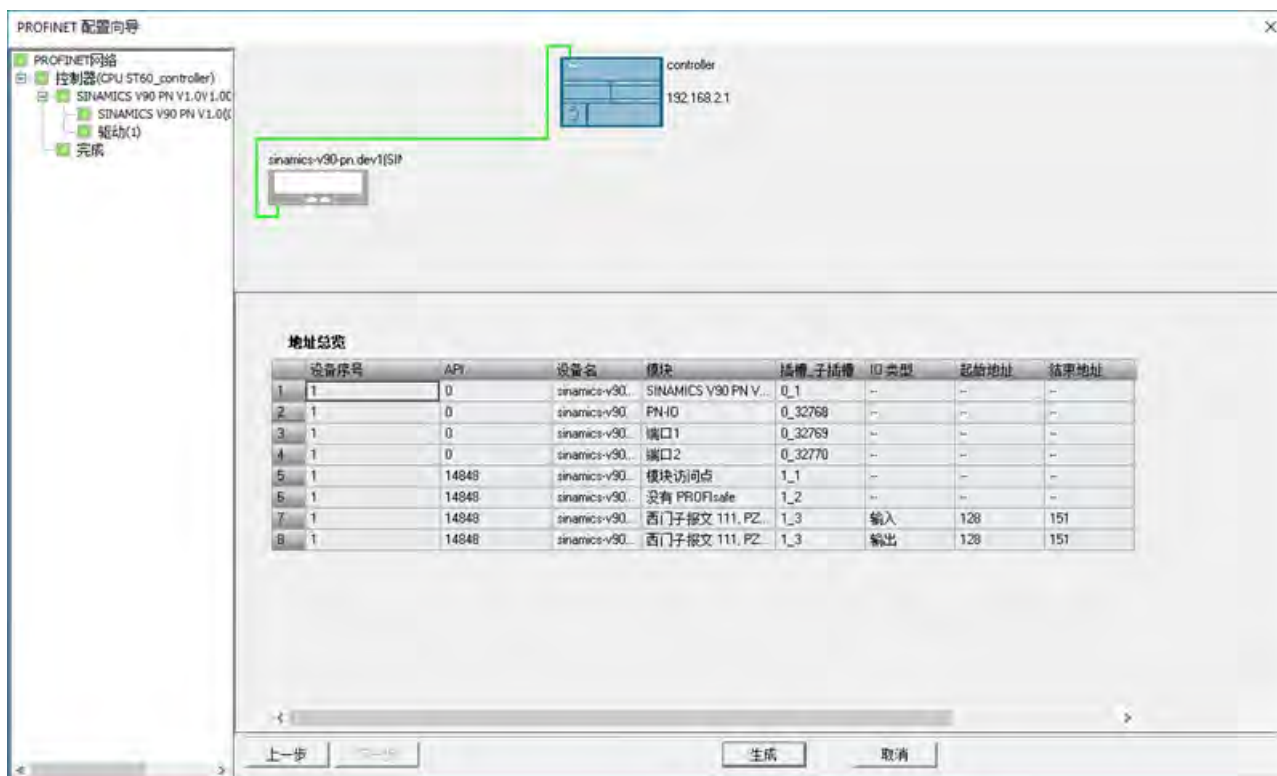 PROFINET 配置向导
PROFINET网络
控制器(CPU ST60_controller)
SINAMICS V90 PN V1.0V1.0C
SINAMICS V90 PN V1.0(
驱动(1)
完成
controller
192.168.2.1
sinamics-v90-pn.dev1(SIN
地址总览
设备序号 API 设备名 模块 插槽_子插槽 IO 类型 起始地址 结束地址
1 1 0 sinamics-v90... SINAMICS V90 PN V... 0_1 -- -- --
2 1 0 sinamics-v90... PN-IO 0_32768 -- -- --
3 1 0 sinamics-v90... 端口1 0_32769 -- -- --
4 1 0 sinamics-v90... 端口2 0_32770 -- -- --
5 1 14848 sinamics-v90... 模块访问点 1_1 -- -- --
6 1 14848 sinamics-v90... 没有 PROFIsafe 1_2 -- -- --
7 1 14848 sinamics-v90... 西门子报文 111, PZ... 1_3 输入 128 151
8 1 14848 sinamics-v90... 西门子报文 111, PZ... 1_3 输出 128 151
上一步 下一步 生成 取消